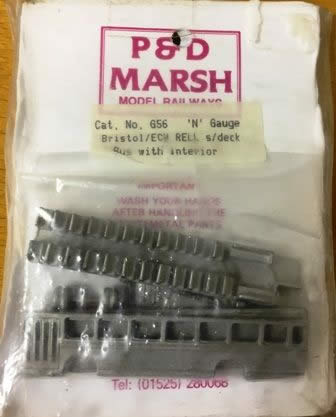 P&D
MARSH
MODEL RAILWAYS
Cat. No. G56 'N' Gauge
Bristol/ECW RELL s/deck
Bus with Interior
IMPORTAN
WASH YOUR HANDS
AFTER HANDLING THE
METAL PARTS
Tel: (01525) 280068